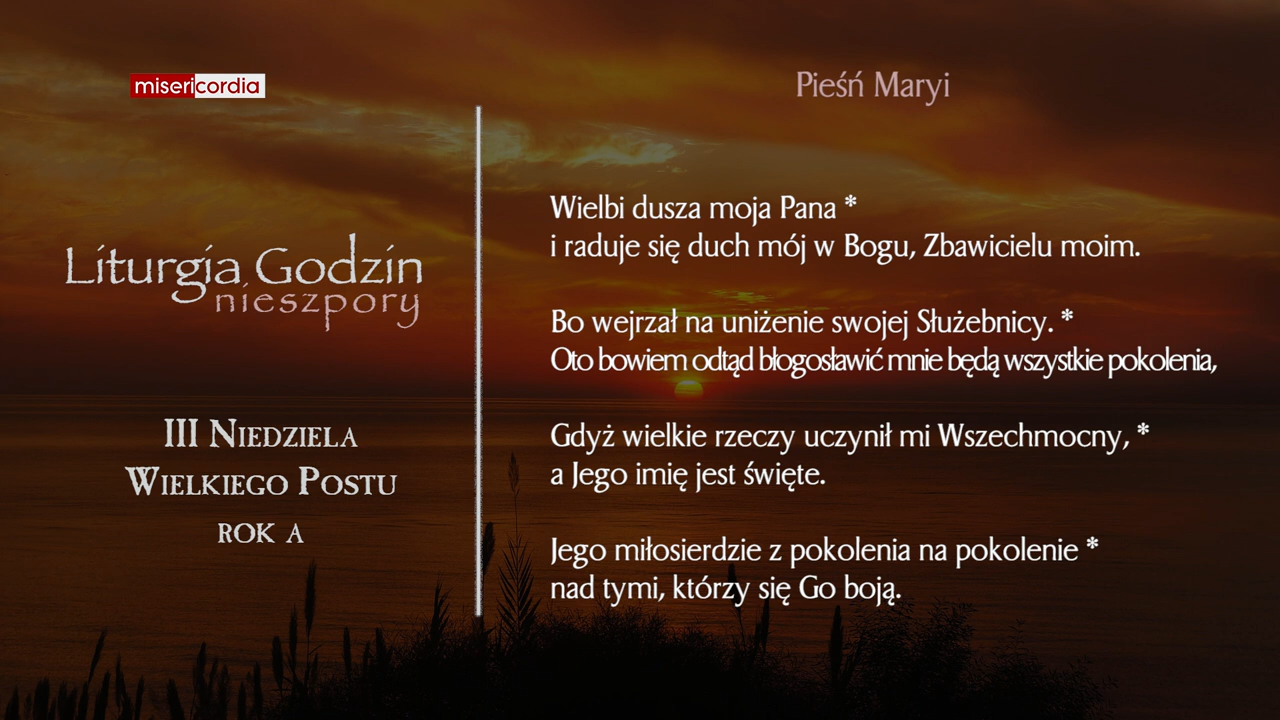 misericordia
Liturgia Godzin
nieszpory
III Niedziela
Wielkiego Postu
rok A
Pieśń Maryi
Wielbi dusza moja Pana *
i raduje się duch mój w Bogu, Zbawicielu moim.
Bo wejrzał na uniżenie swojej Służebnicy. *
Oto bowiem odtąd błogosławić mnie będą wszystkie pokolenia,
Gdyż wielkie rzeczy uczynił mi Wszechmocny, *
a Jego imię jest święte.
Jego miłosierdzie z pokolenia na pokolenie *
nad tymi, którzy się Go boją.